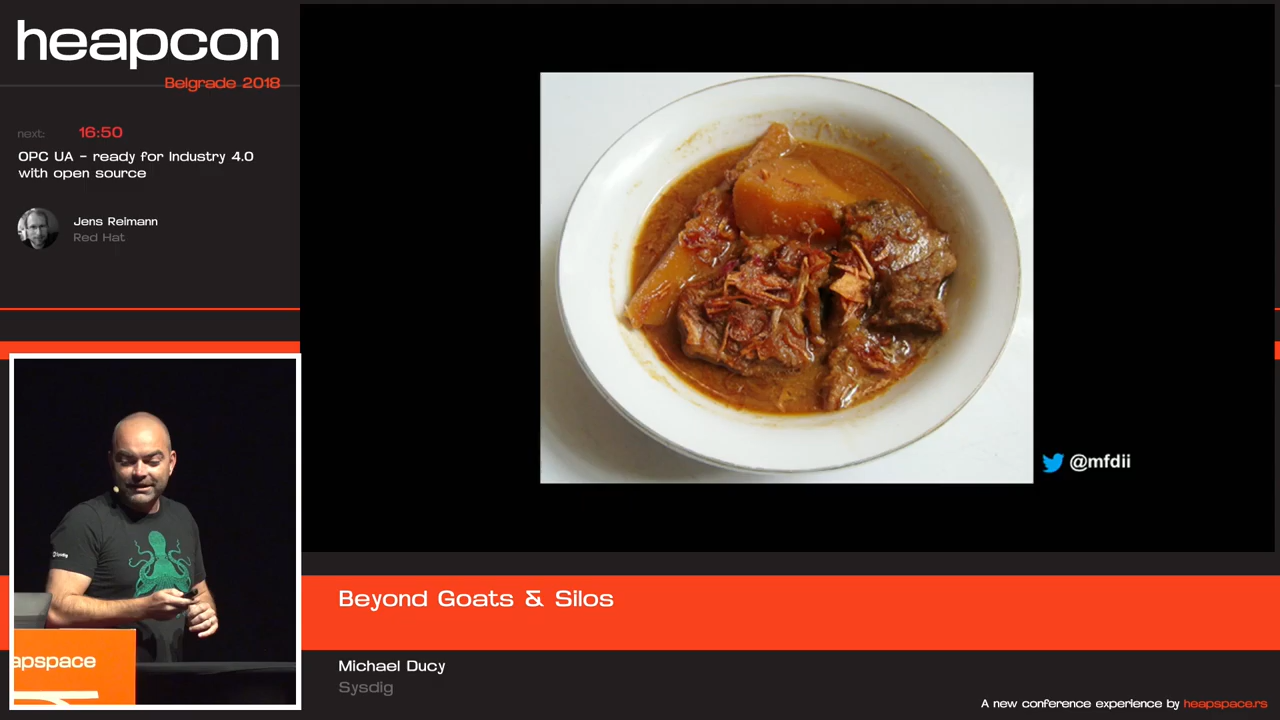 heapcon
Belgrade 2018
next: 16:50
OPC UA - ready for Industry 4.0
with open source
Jens Reimann
Red Hat
@mfdii
apspace
Beyond Goats & Silos
Michael Ducy
Sysdig
A new conference experience by heapspace.rs